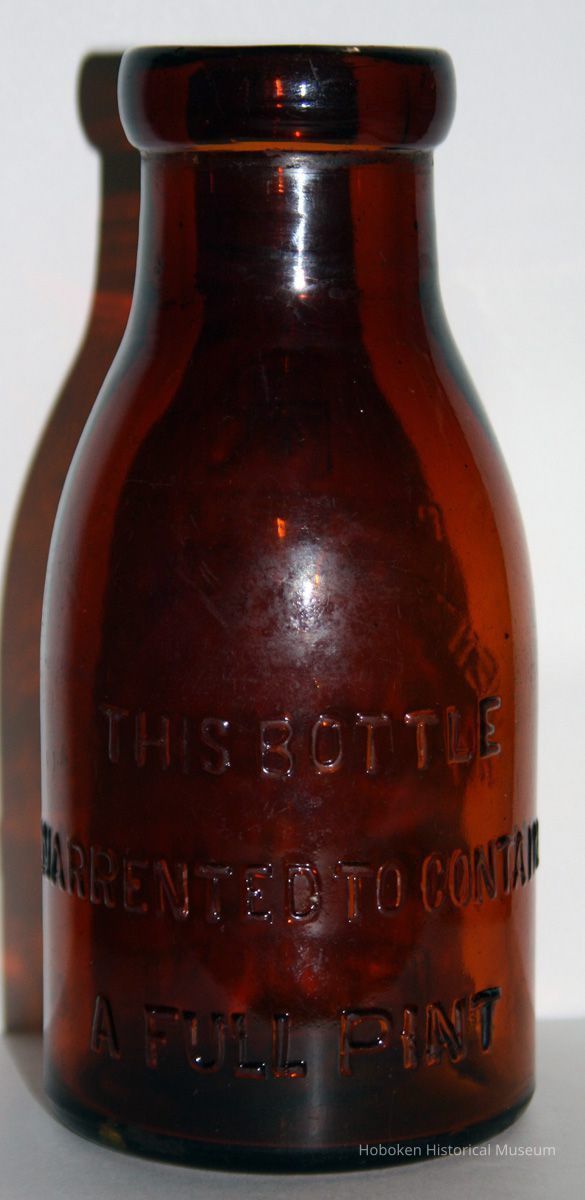 THIS BOTTLE
WARRENTED TO CONTAIN
A FULL PINT
Hoboken Historical Museum